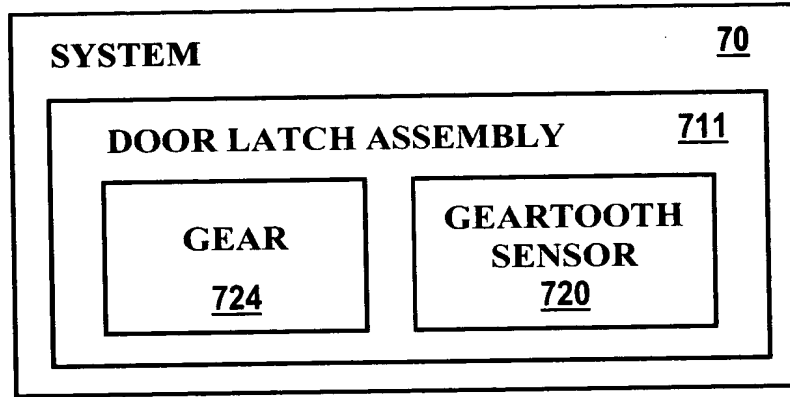 SYSTEM 70
DOOR LATCH ASSEMBLY 711
GEAR
724
GEARTOOTH
SENSOR
720